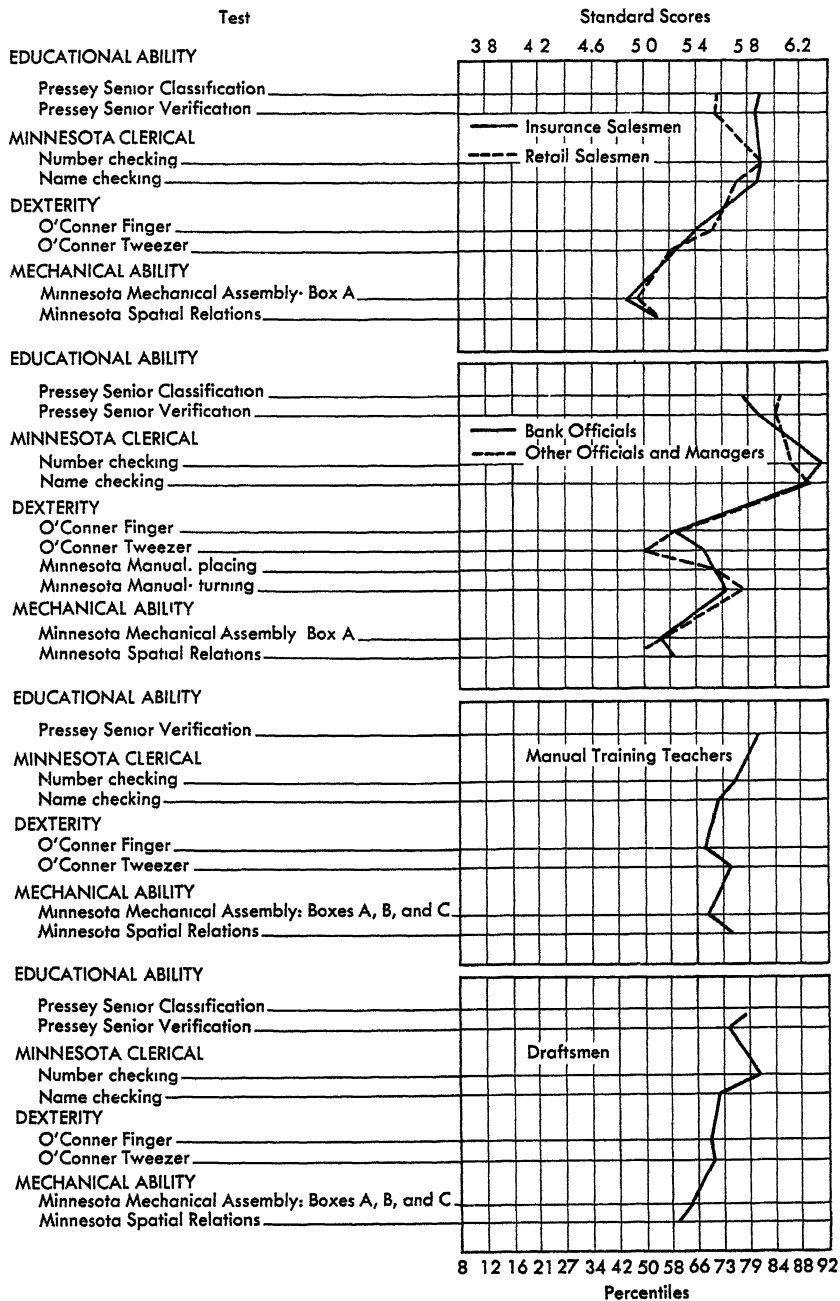 Test Standard Scores
3 8 4 2 4.6 5 0 5 4 5 8 6.2
EDUCATIONAL ABILITY
Pressey Senior Classification
Pressey Senior Verification
Insurance Salesmen
MINNESOTA CLERICAL
Number checking
Retail Salesmen
Name checking
DEXTERITY
O'Conner Finger
O'Conner Tweezer
MECHANICAL ABILITY
Minnesota Mechanical Assembly· Box A
Minnesota Spatial Relations
EDUCATIONAL ABILITY
Pressey Senior Classification
Pressey Senior Verification
Bank Officials
MINNESOTA CLERICAL
Other Officials and Managers
Number checking
Name checking
DEXTERITY
O'Conner Finger
O'Conner Tweezer
Minnesota Manual. placing
Minnesota Manual· turning
MECHANICAL ABILITY
Minnesota Mechanical Assembly Box A
Minnesota Spatial Relations
EDUCATIONAL ABILITY
Pressey Senior Verification
MINNESOTA CLERICAL
Manual Training Teachers
Number checking
Name checking
DEXTERITY
O'Conner Finger
O'Conner Tweezer
MECHANICAL ABILITY
Minnesota Mechanical Assembly: Boxes A, B, and C
Minnesota Spatial Relations
EDUCATIONAL ABILITY
Pressey Senior Classification
Pressey Senior Verification
MINNESOTA CLERICAL
Draftsmen
Number checking
Name checking
DEXTERITY
O'Conner Finger
O'Conner Tweezer
MECHANICAL ABILITY
Minnesota Mechanical Assembly: Boxes A, B, and C
Minnesota Spatial Relations
8 12 16 21 27 34 42 50 58 66 73 79 84 88 92
Percentiles